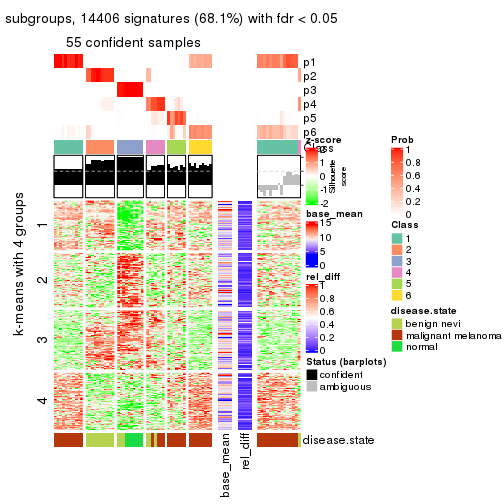 subgroups, 14406 signatures (68.1%) with fdr < 0.05
55 confident samples
p1
p2
p3
p4
p5
p6
Class
Silhouette score
k-means with 4 groups
1
2
3
4
base_mean
rel_diff
disease.state
z-score
2
1
0
-1
-2
base_mean
15
10
5
0
rel_diff
1
0.8
0.6
0.4
0.2
0
Status (barplots)
confident
ambiguous
Prob
1
0.8
0.6
0.4
0.2
0
Class
1
2
3
4
5
6
disease.state
benign nevi
malignant melanoma
normal